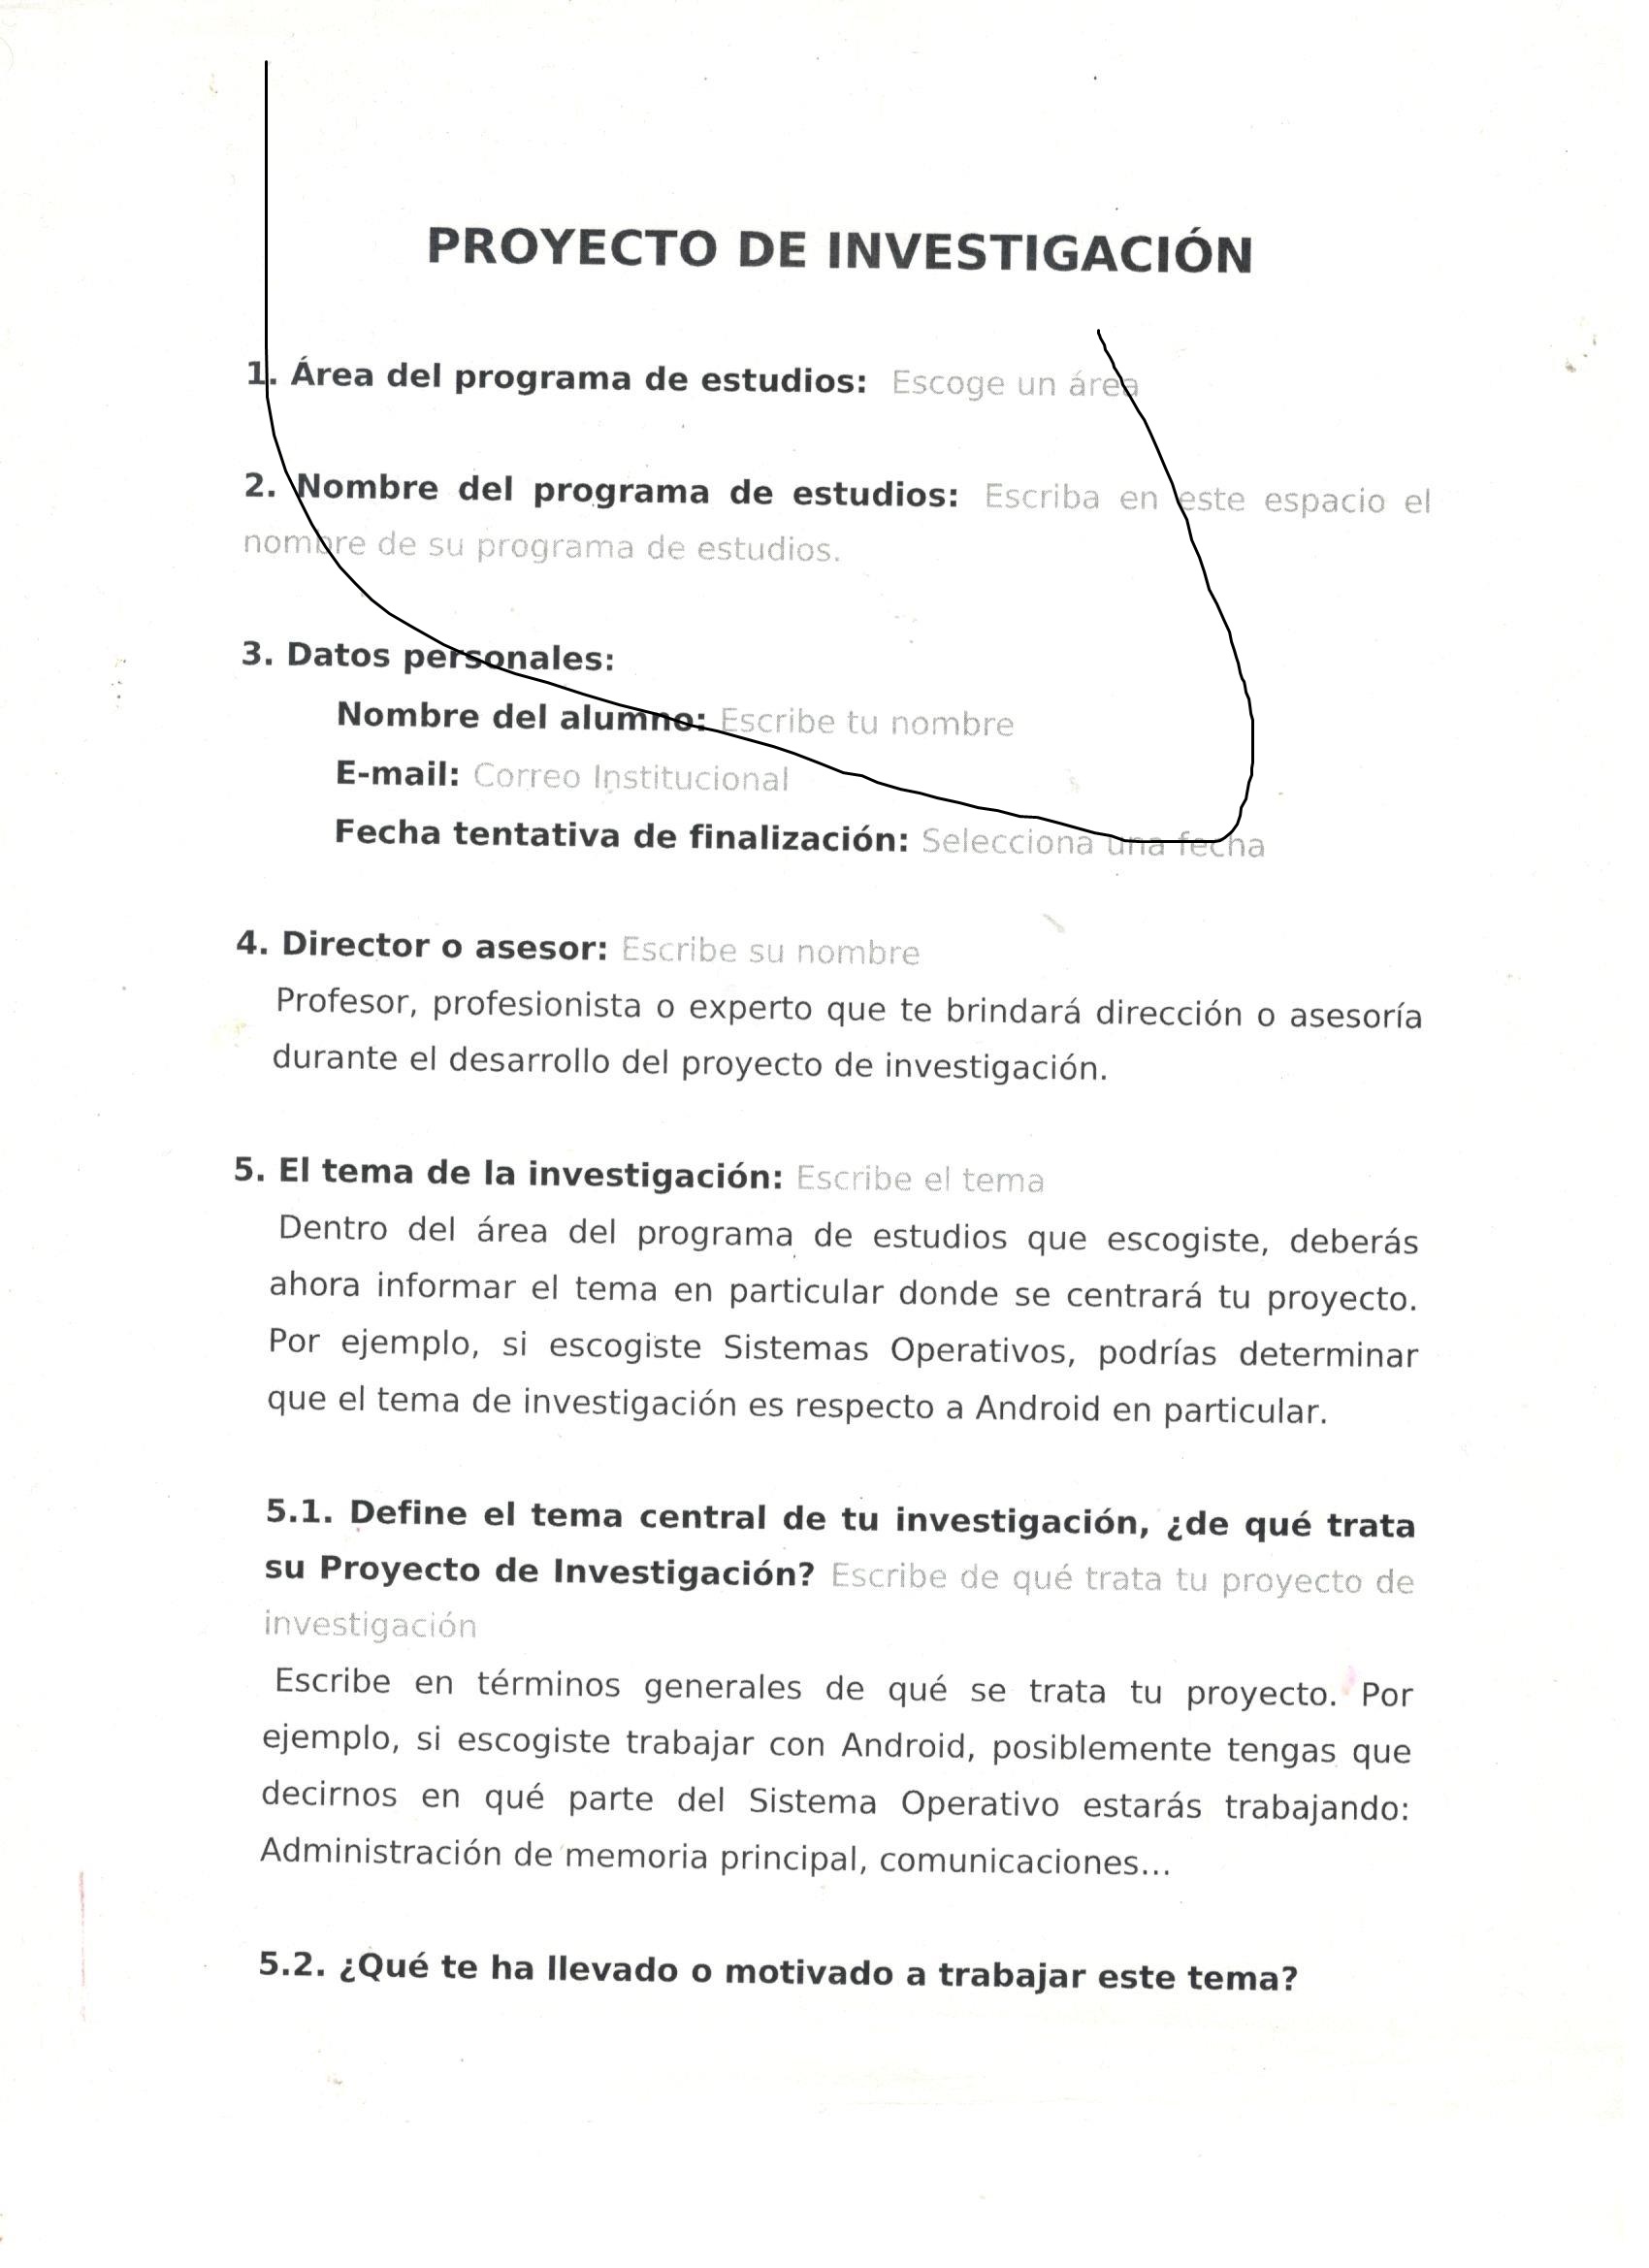 PROYECTO DE INVESTIGACIÓN
1. Área del programa de estudios: Escoge un área
2. Nombre del programa de estudios: Escriba en este espacio el
nombre de su programa de estudios.
3. Datos personales:
Nombre del alumno: Escribe tu nombre
E-mail: Correo Institucional
Fecha tentativa de finalización: Selecciona una fecha
4. Director o asesor: Escribe su nombre
Profesor, profesionista o experto que te brindará dirección o asesoría
durante el desarrollo del proyecto de investigación.
5. El tema de la investigación: Escribe el tema
Dentro del área del programa de estudios que escogiste, deberás
ahora informar el tema en particular donde se centrará tu proyecto.
Por ejemplo, si escogiste Sistemas Operativos, podrías determinar
que el tema de investigación es respecto a Android en particular.
5.1. Define el tema central de tu investigación, ¿de qué trata
su Proyecto de Investigación? Escribe de qué trata tu proyecto de
investigación
Escribe en términos generales de qué se trata tu proyecto. Por
ejemplo, si escogiste trabajar con Android, posiblemente tengas que
decirnos en qué parte del Sistema Operativo estarás trabajando:
Administración de memoria principal, comunicaciones...
5.2. ¿Qué te ha llevado o motivado a trabajar este tema?